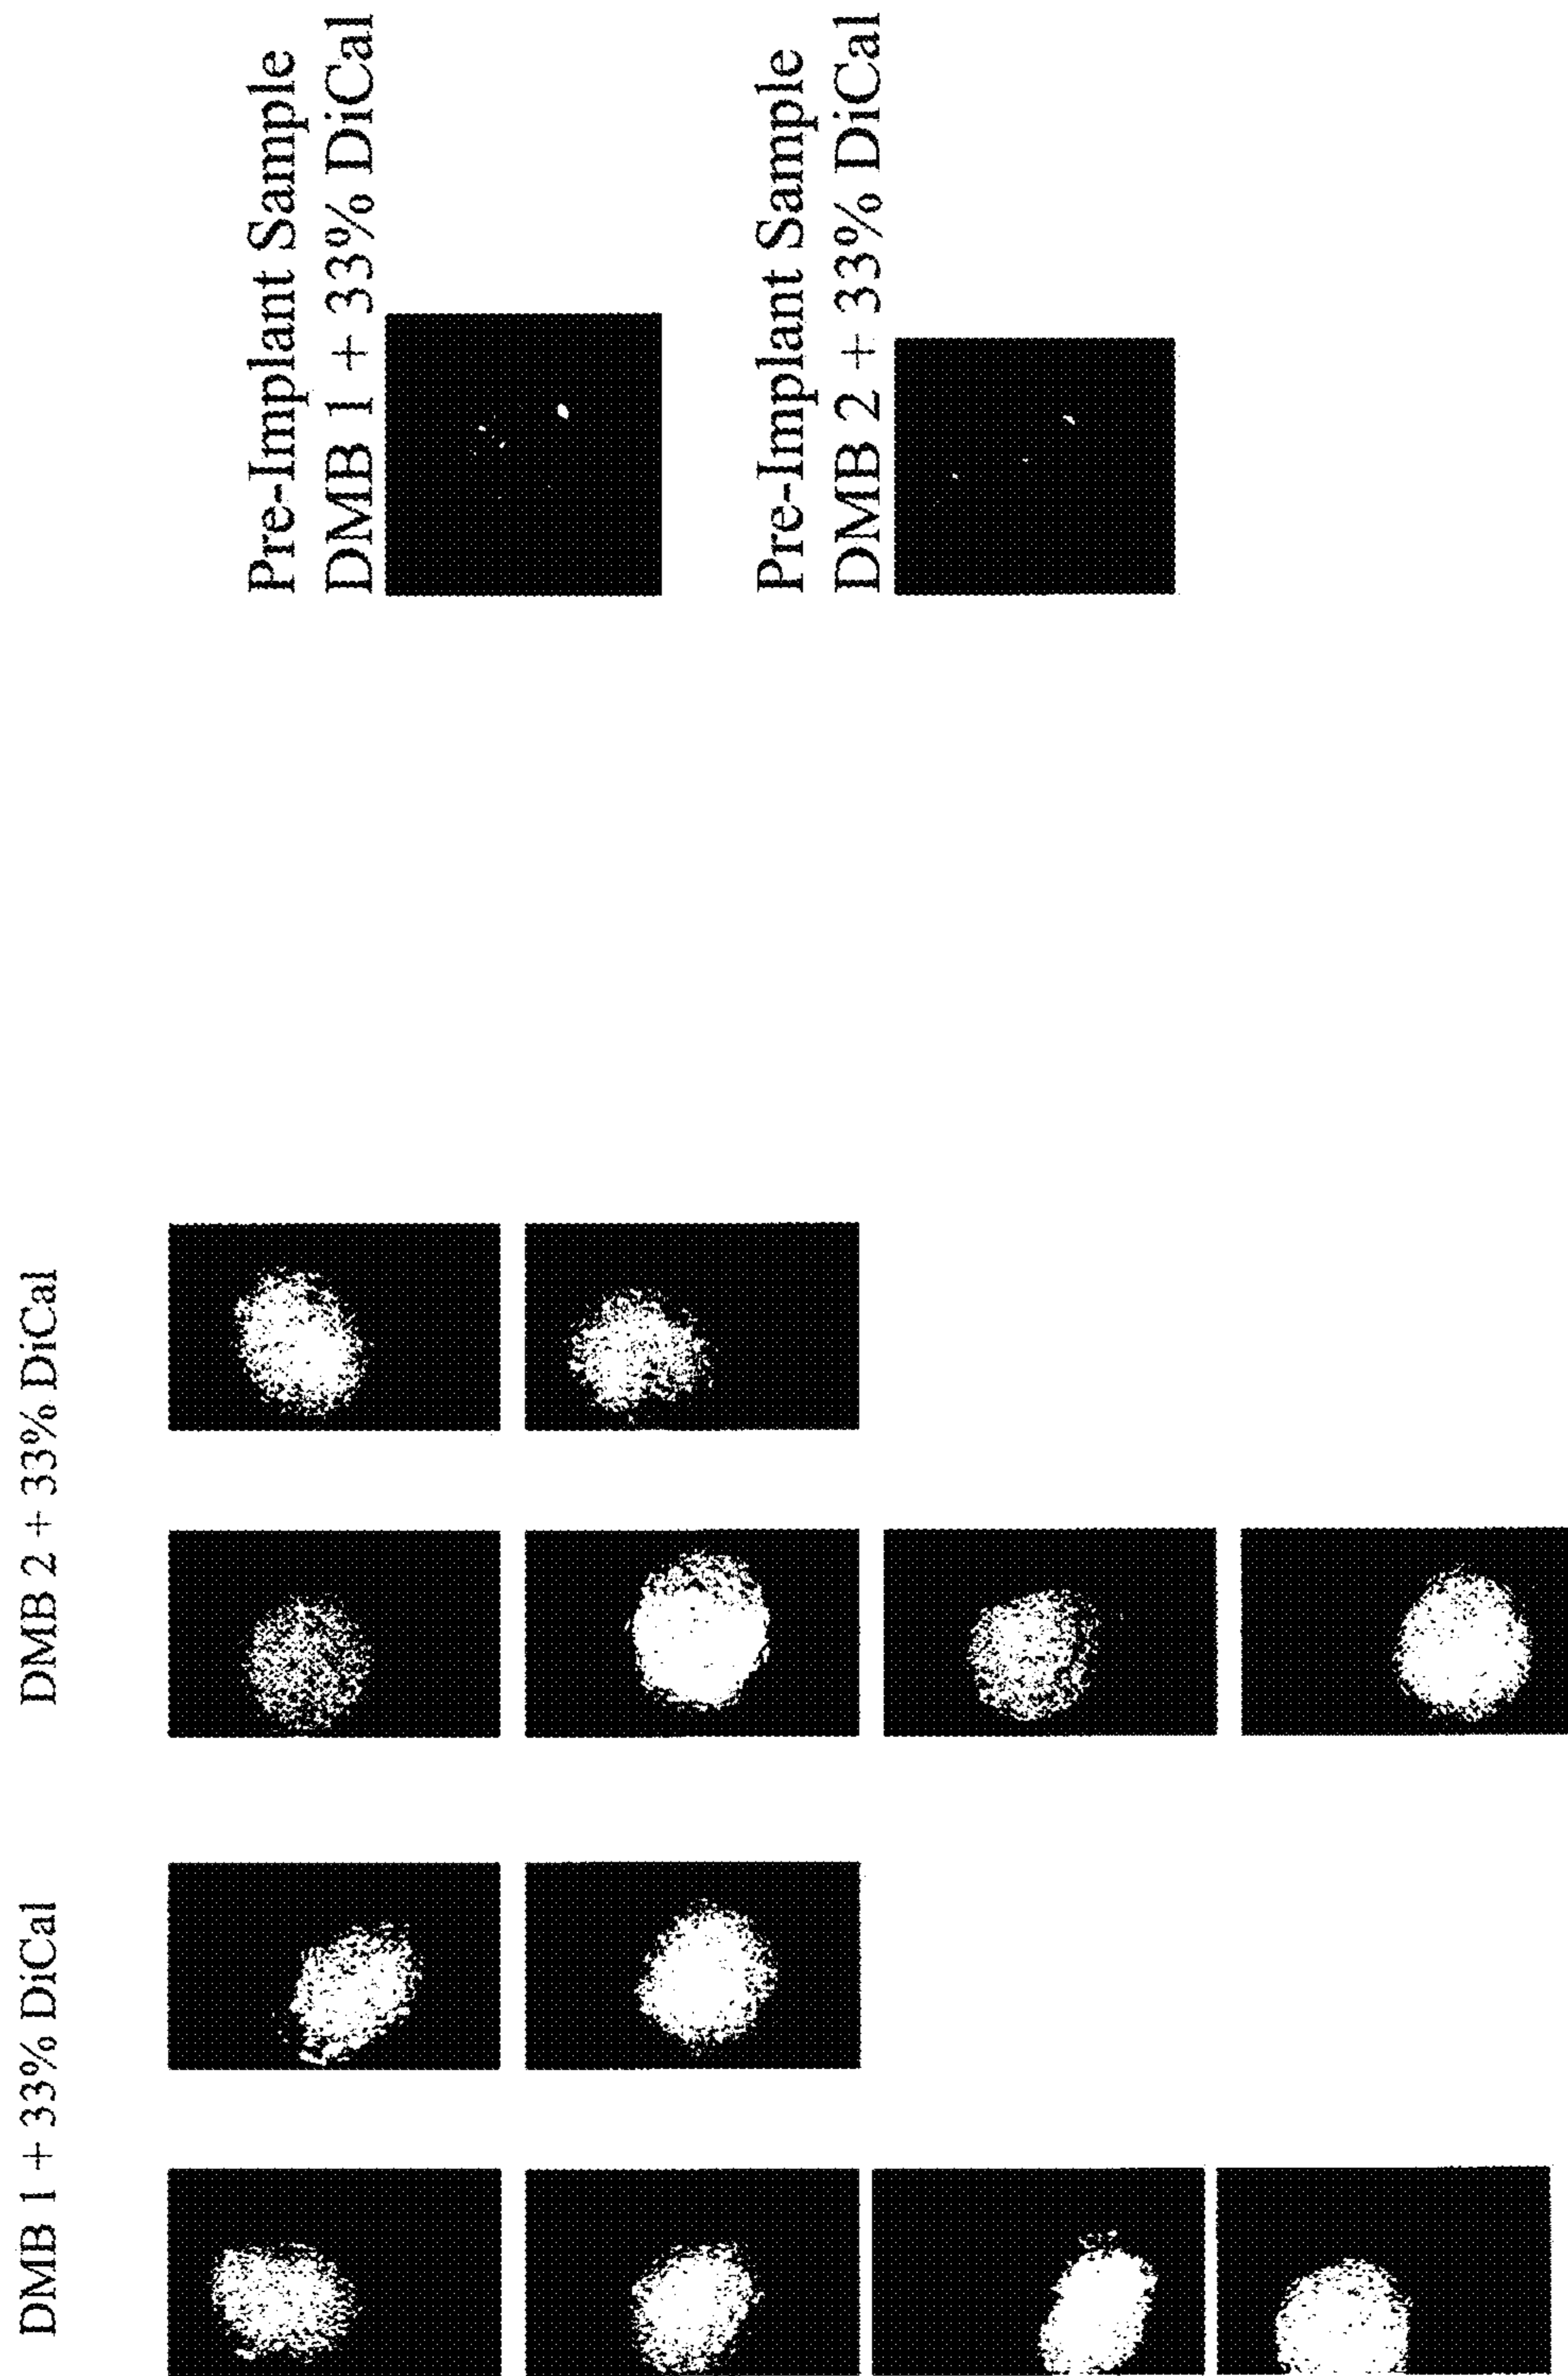 DMB 1 + 33% DiCal
DMB 2 + 33% DiCal
Pre-Implant Sample
DMB 1 + 33% DiCal
Pre-Implant Sample
DMB 2 + 33% DiCal